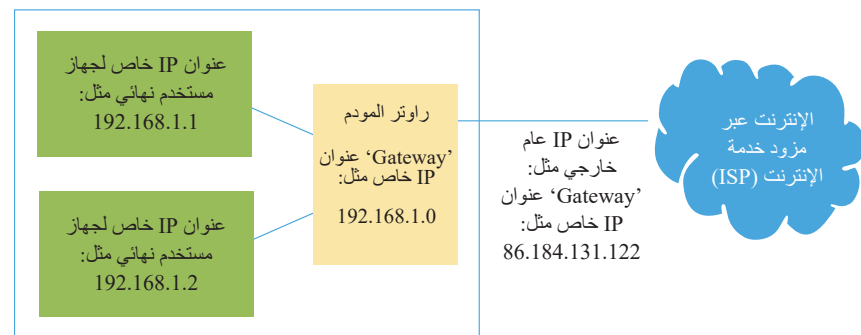 عنوان IP خاص لجهاز
مستخدم نهائي مثل:
192.168.1.1
راوتر المودم
‘Gateway’ عنوان
IP خاص مثل:
192.168.1.0
عنوان IP عام
خارجي مثل:
‘Gateway’ عنوان
IP خاص مثل:
86.184.131.122
الإنترنت عبر
مزود خدمة
الإنترنت (ISP)
عنوان IP خاص لجهاز
مستخدم نهائي مثل:
192.168.1.2